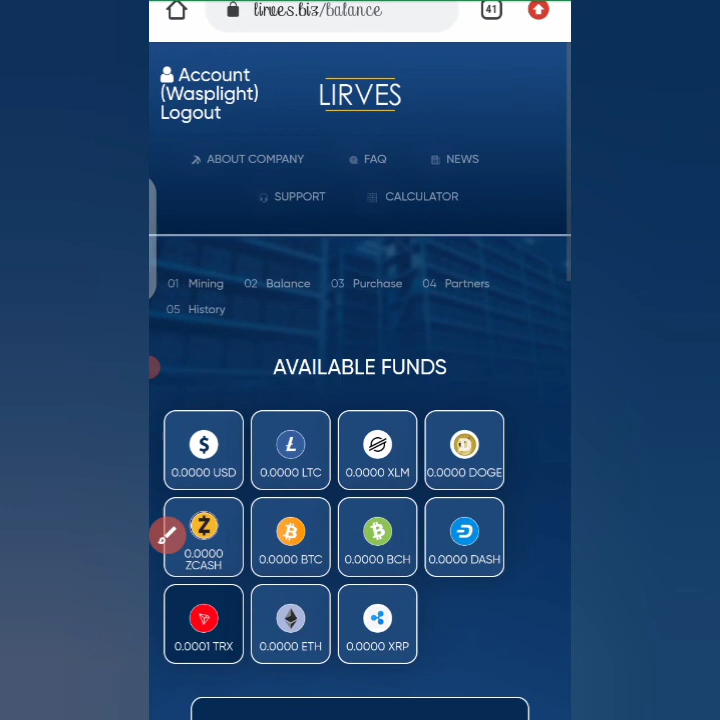 lirves.biz/balance
41
Account
(Wasplight)
Logout
LIRVES
ABOUT COMPANY
FAQ
NEWS
SUPPORT
CALCULATOR
01 Mining
02 Balance
03 Purchase
04 Partners
05 History
AVAILABLE FUNDS
0.0000 USD
0.0000 LTC
0.0000 XLM
0.0000 DOGE
0.0000
ZCASH
0.0000 BTC
0.0000 BCH
0.0000 DASH
0.0001 TRX
0.0000 ETH
0.0000 XRP